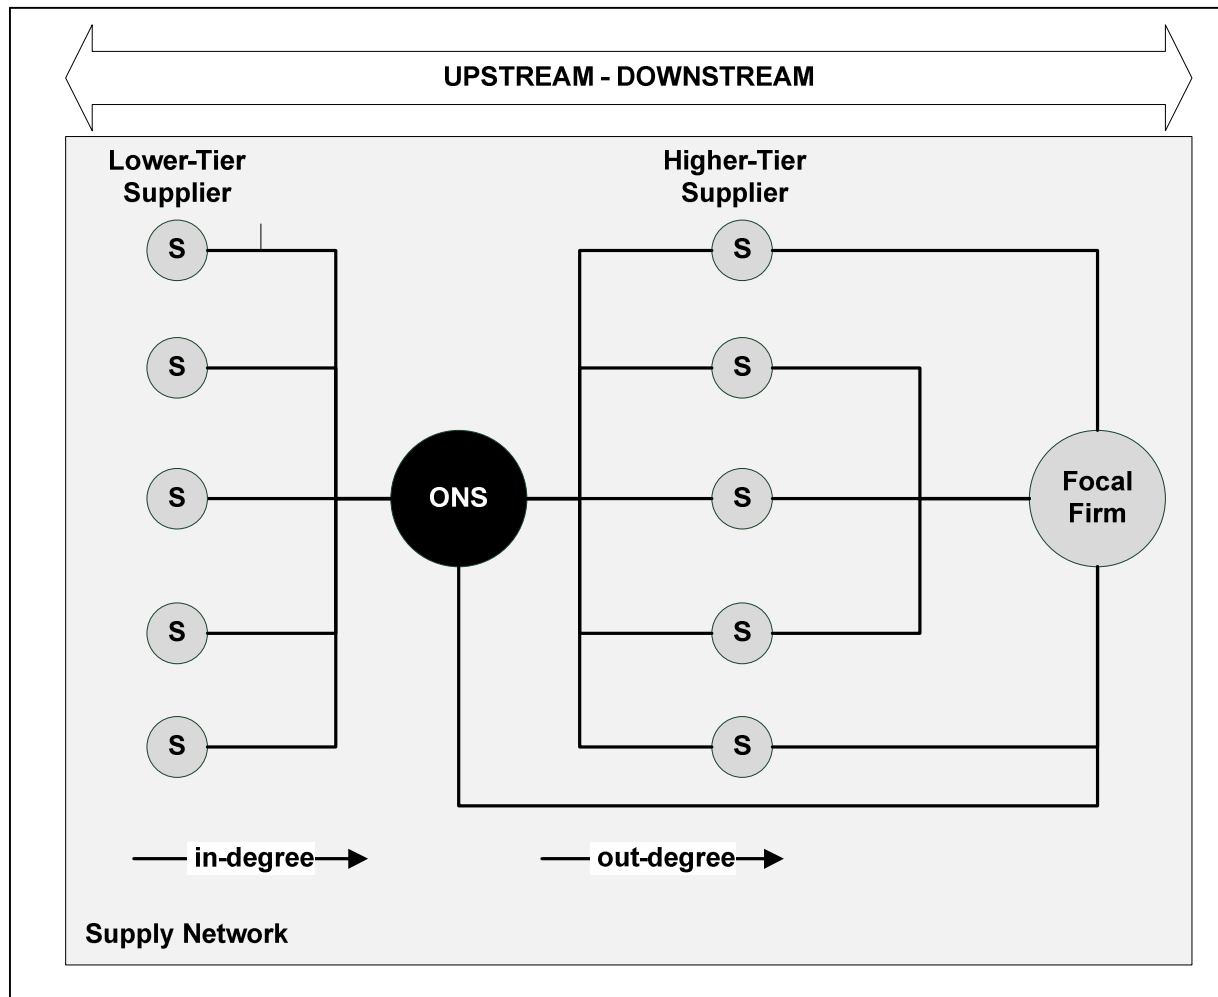 UPSTREAM - DOWNSTREAM
Lower-Tier
Supplier
Higher-Tier
Supplier
S
S
S
S
S
S
S
ONS
S
Focal
Firm
S
S
S
in-degree
out-degree
Supply Network